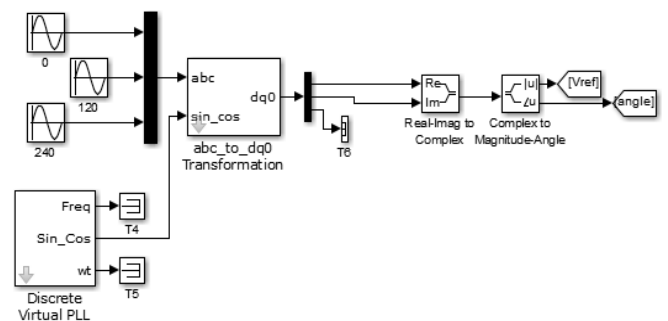 0
120
240
abc
sin_cos
dq0
abc_to_dq0
Transformation
T6
Re
Im
Real-Imag to
Complex
|u|
∠u
Complex to
Magnitude-Angle
[Vref]
[angle]
Freq
Sin_Cos
wt
T4
T5
Discrete
Virtual PLL